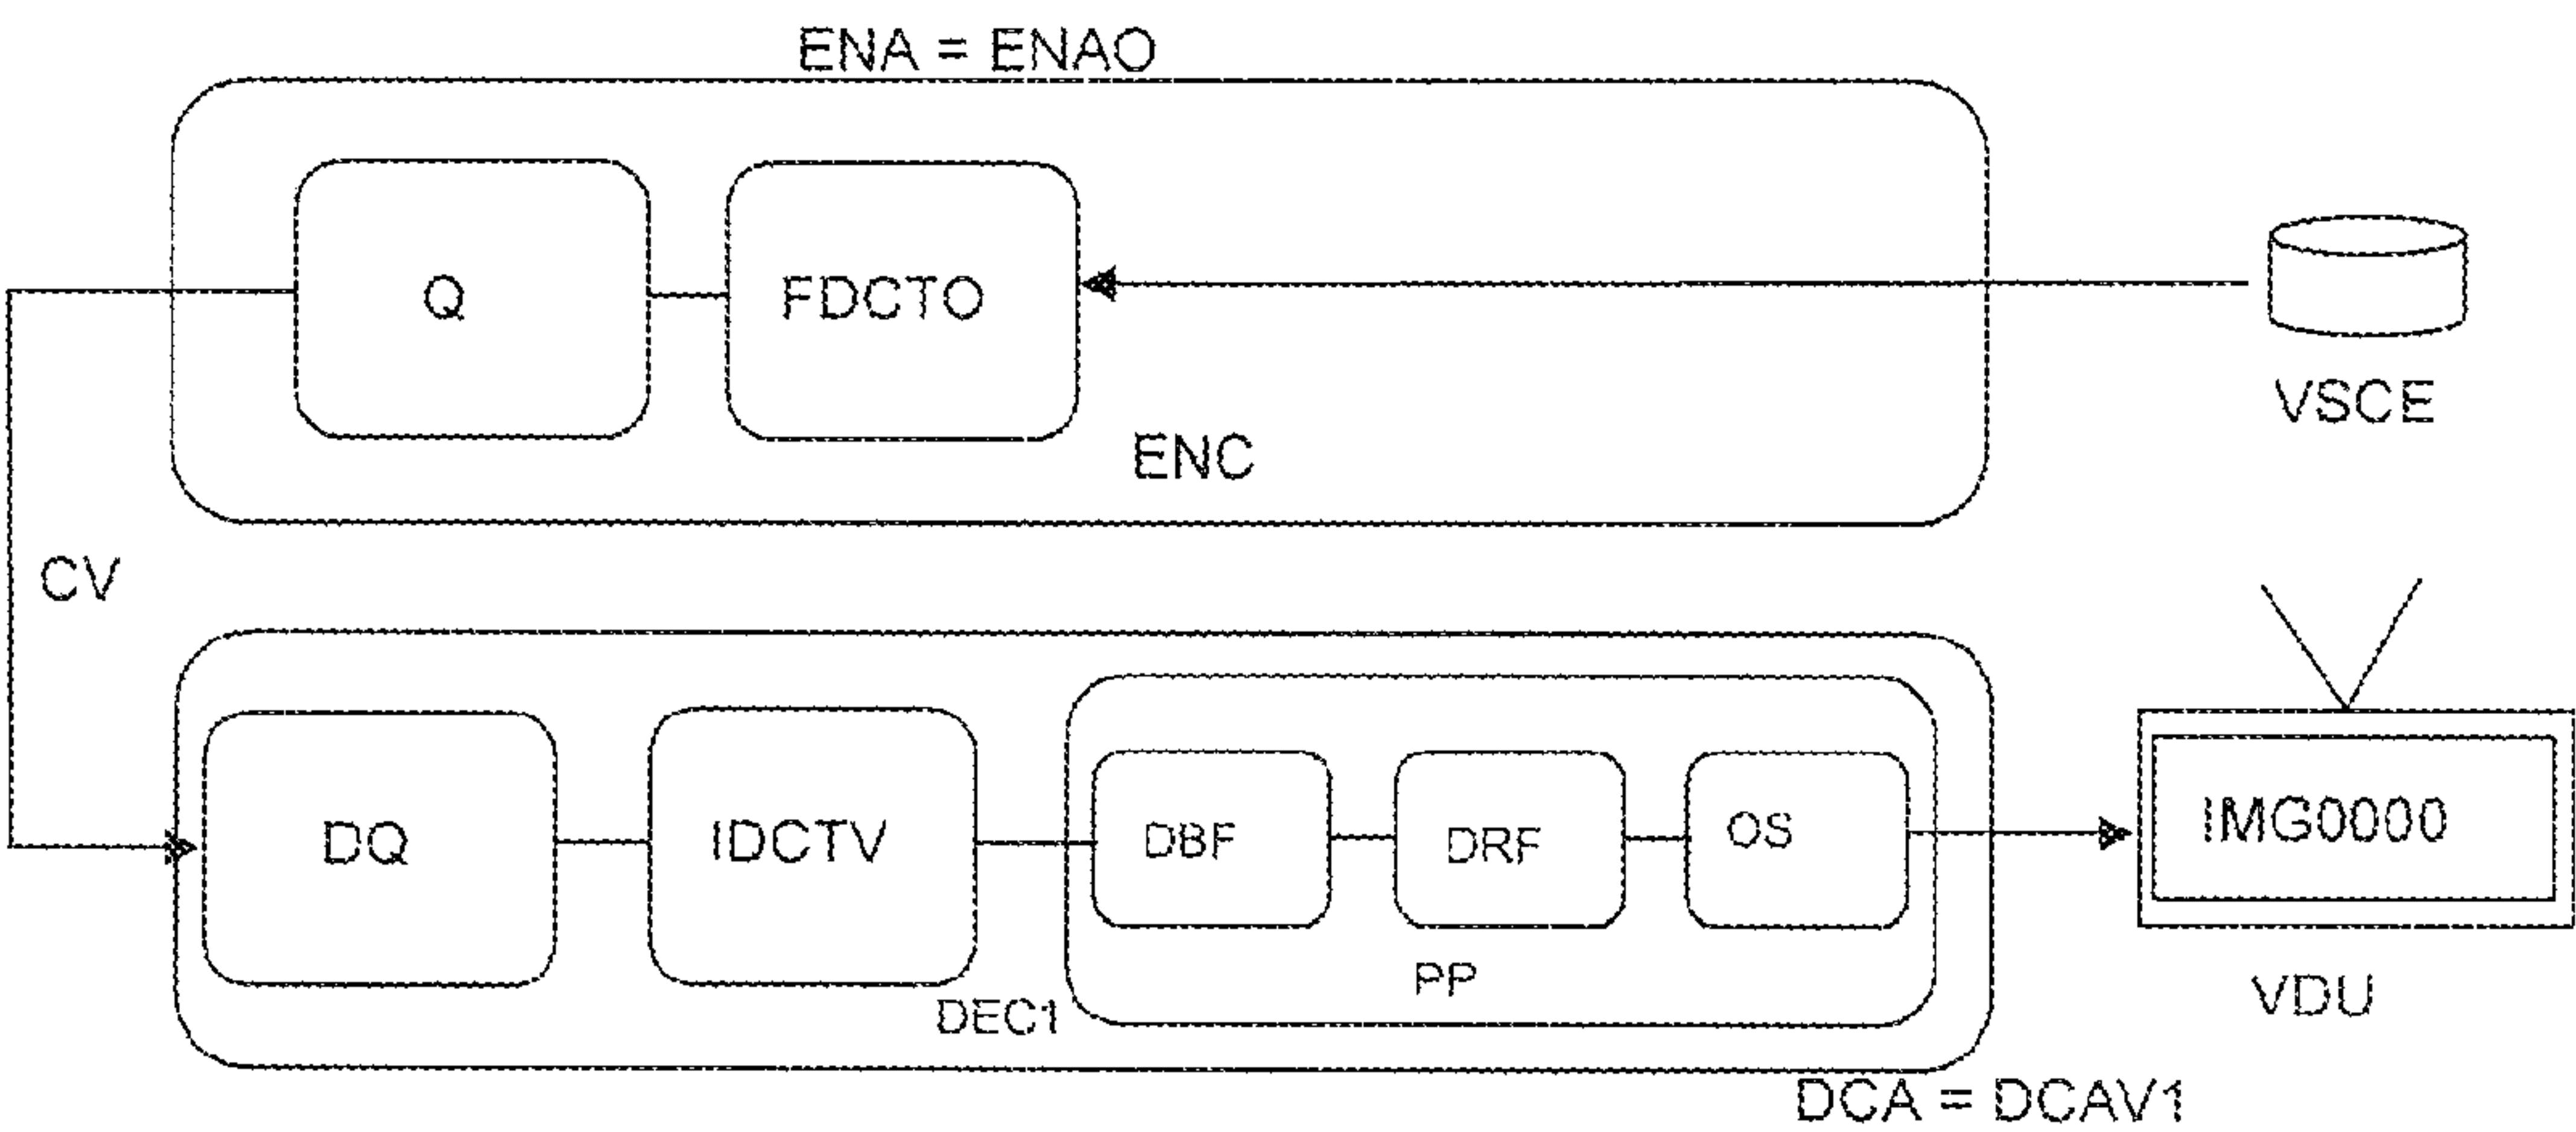 ENA = ENAO
Q
FDCTO
ENC
VSCE
CV
DQ
IDCTV
DBF
DRF
OS
IMG0000
PP
DEC1
VDU
DCA = DCAV1